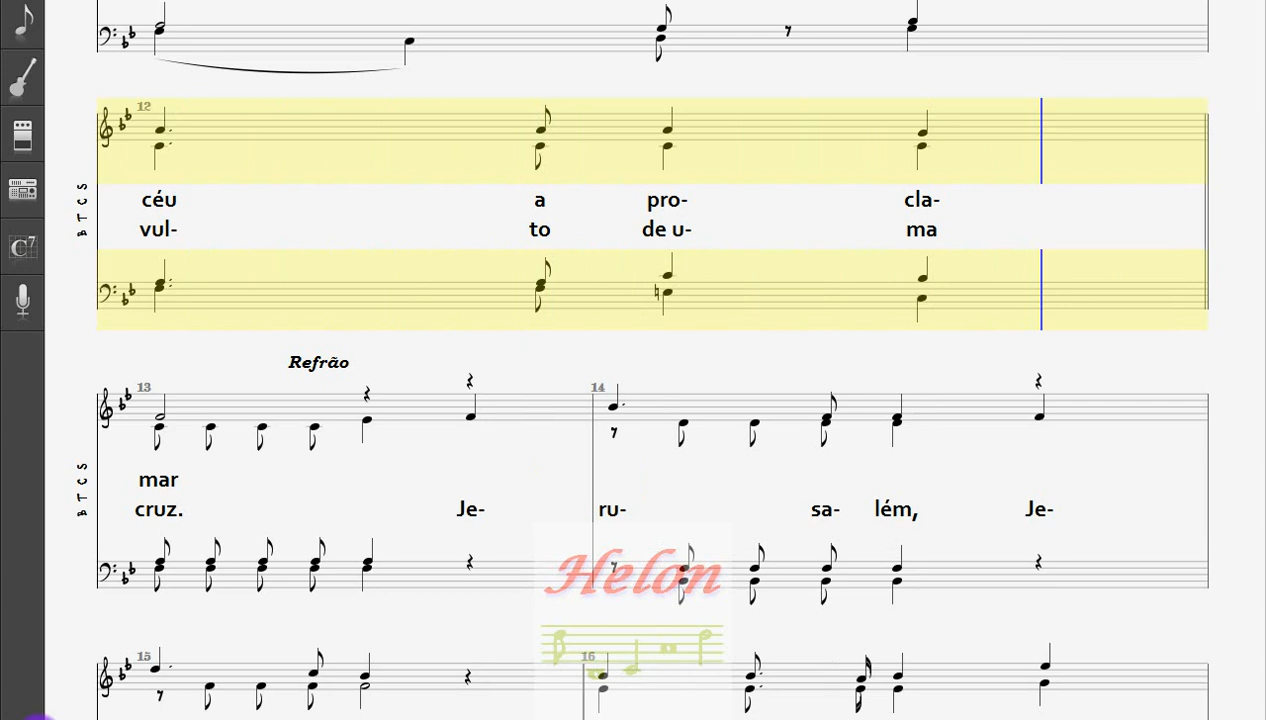 12
céu a pro- cla-
B T C S
vul- to de u- ma
Refrão
13 14
mar
B T C S
cruz. Je- ru- sa- lém, Je-
Helon
15 16
C7